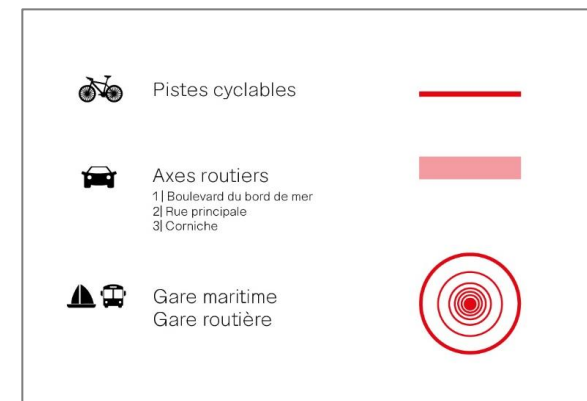 Pistes cyclables
Axes routiers
1| Boulevard du bord de mer
2| Rue principale
3| Corniche
Gare maritime
Gare routière